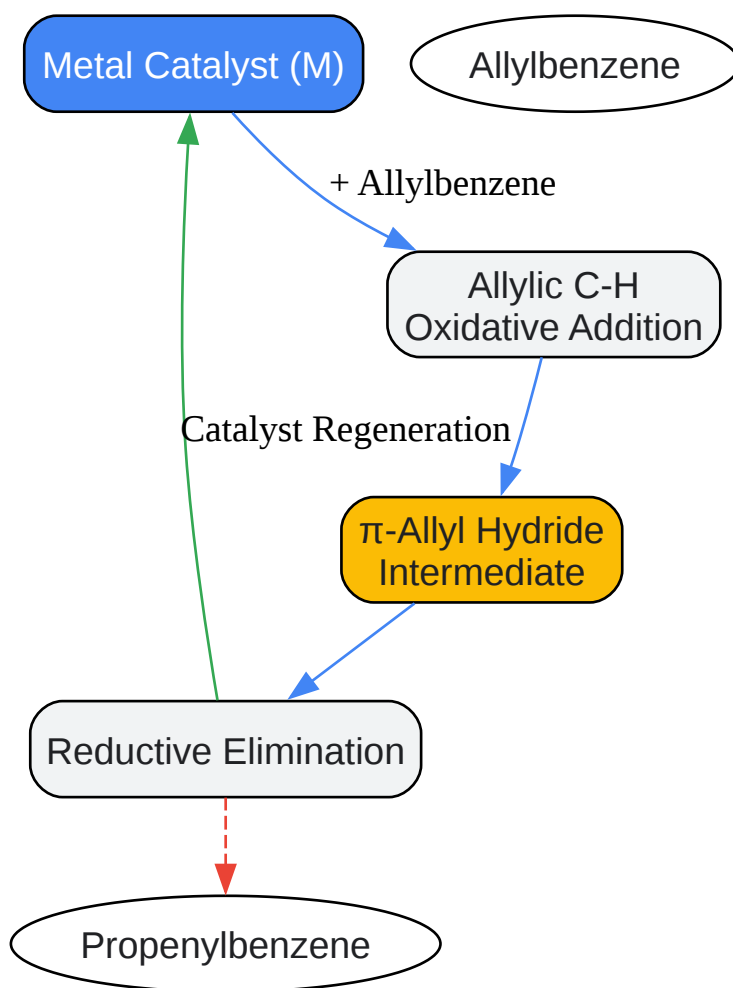 Metal Catalyst (M)
Allylbenzene
+ Allylbenzene
Allylic C-H
Oxidative Addition
Catalyst Regeneration
π-Allyl Hydride
Intermediate
Reductive Elimination
Propenylbenzene